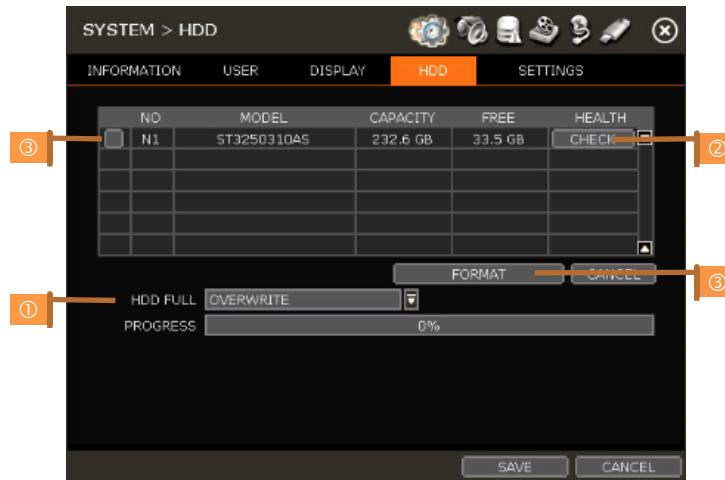 SYSTEM > HDD
INFORMATION USER DISPLAY HDD SETTINGS
NO MODEL CAPACITY FREE HEALTH
③ N1 ST3250310AS 232.6 GB 33.5 GB CHECK ②
FORMAT CANCEL ③
① HDD FULL OVERWRITE
PROGRESS 0%
SAVE CANCEL